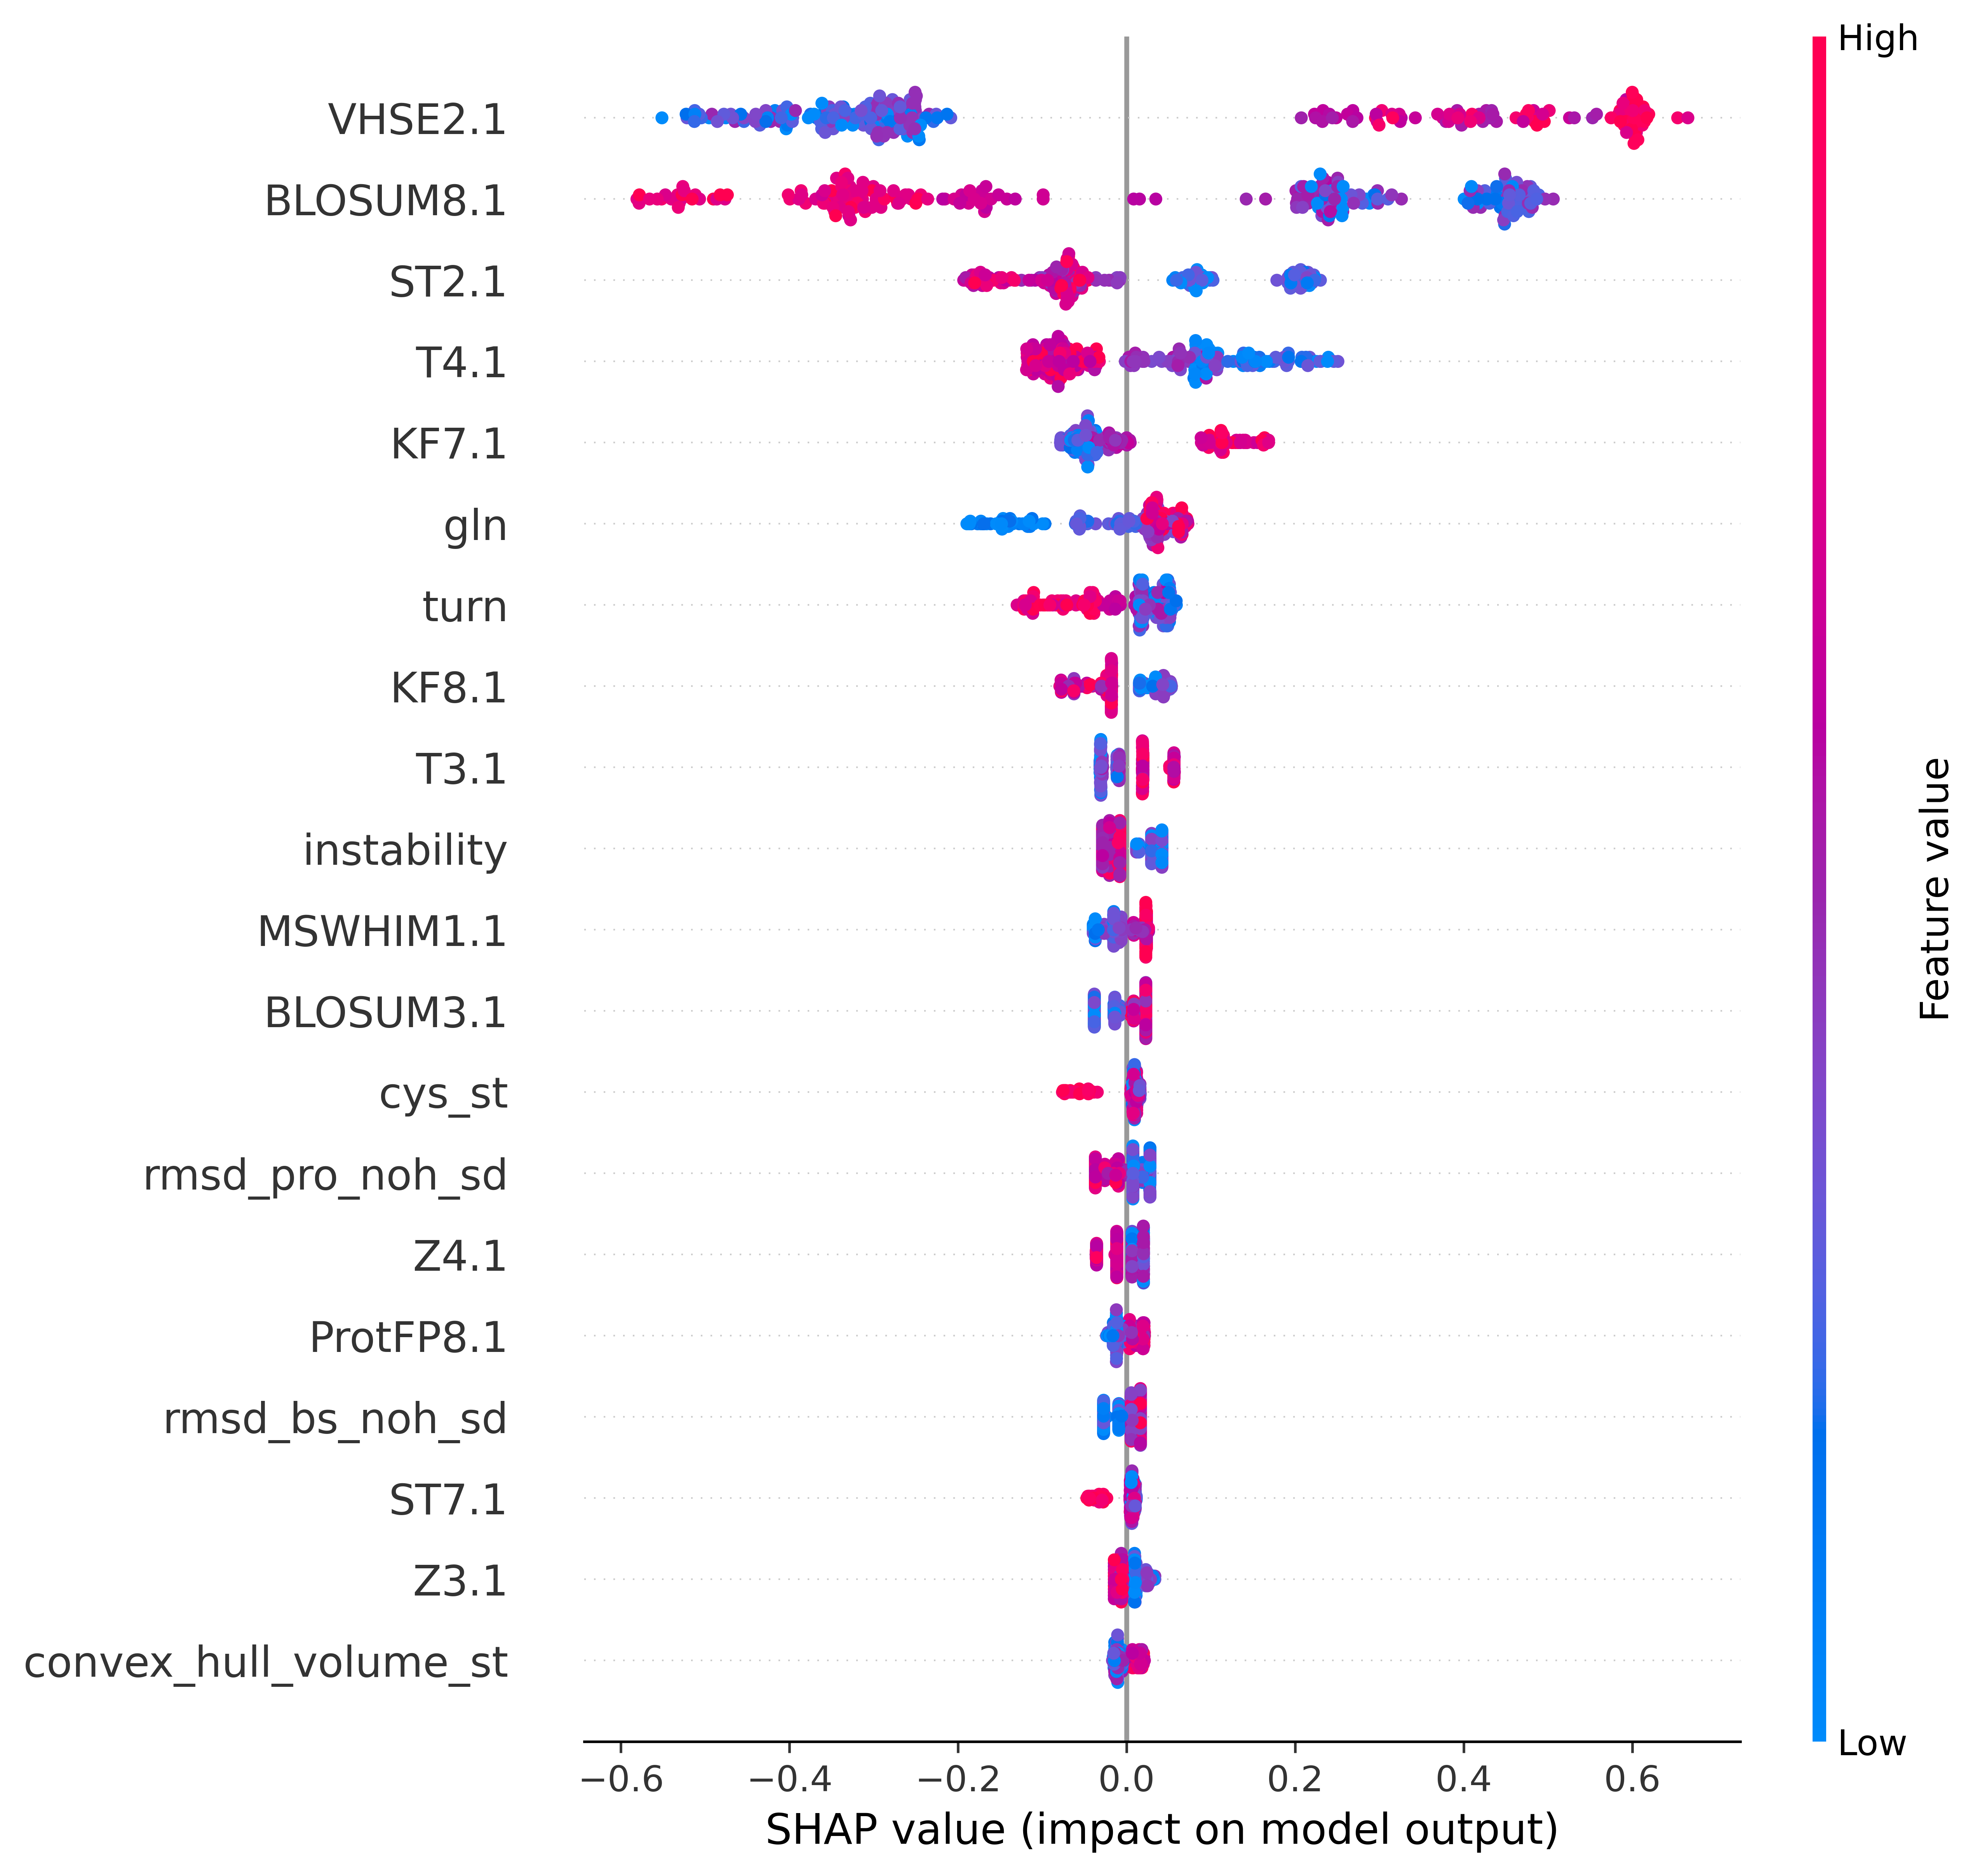 High
VHSE2.1
BLOSUM8.1
ST2.1
T4.1
KF7.1
gln
turn
KF8.1
T3.1
instability
MSWHIM1.1
BLOSUM3.1
cys_st
rmsd_pro_noh_sd
Z4.1
ProtFP8.1
rmsd_bs_noh_sd
ST7.1
Z3.1
convex_hull_volume_st
Feature value
Low
−0.6 −0.4 −0.2 0.0 0.2 0.4 0.6
SHAP value (impact on model output)